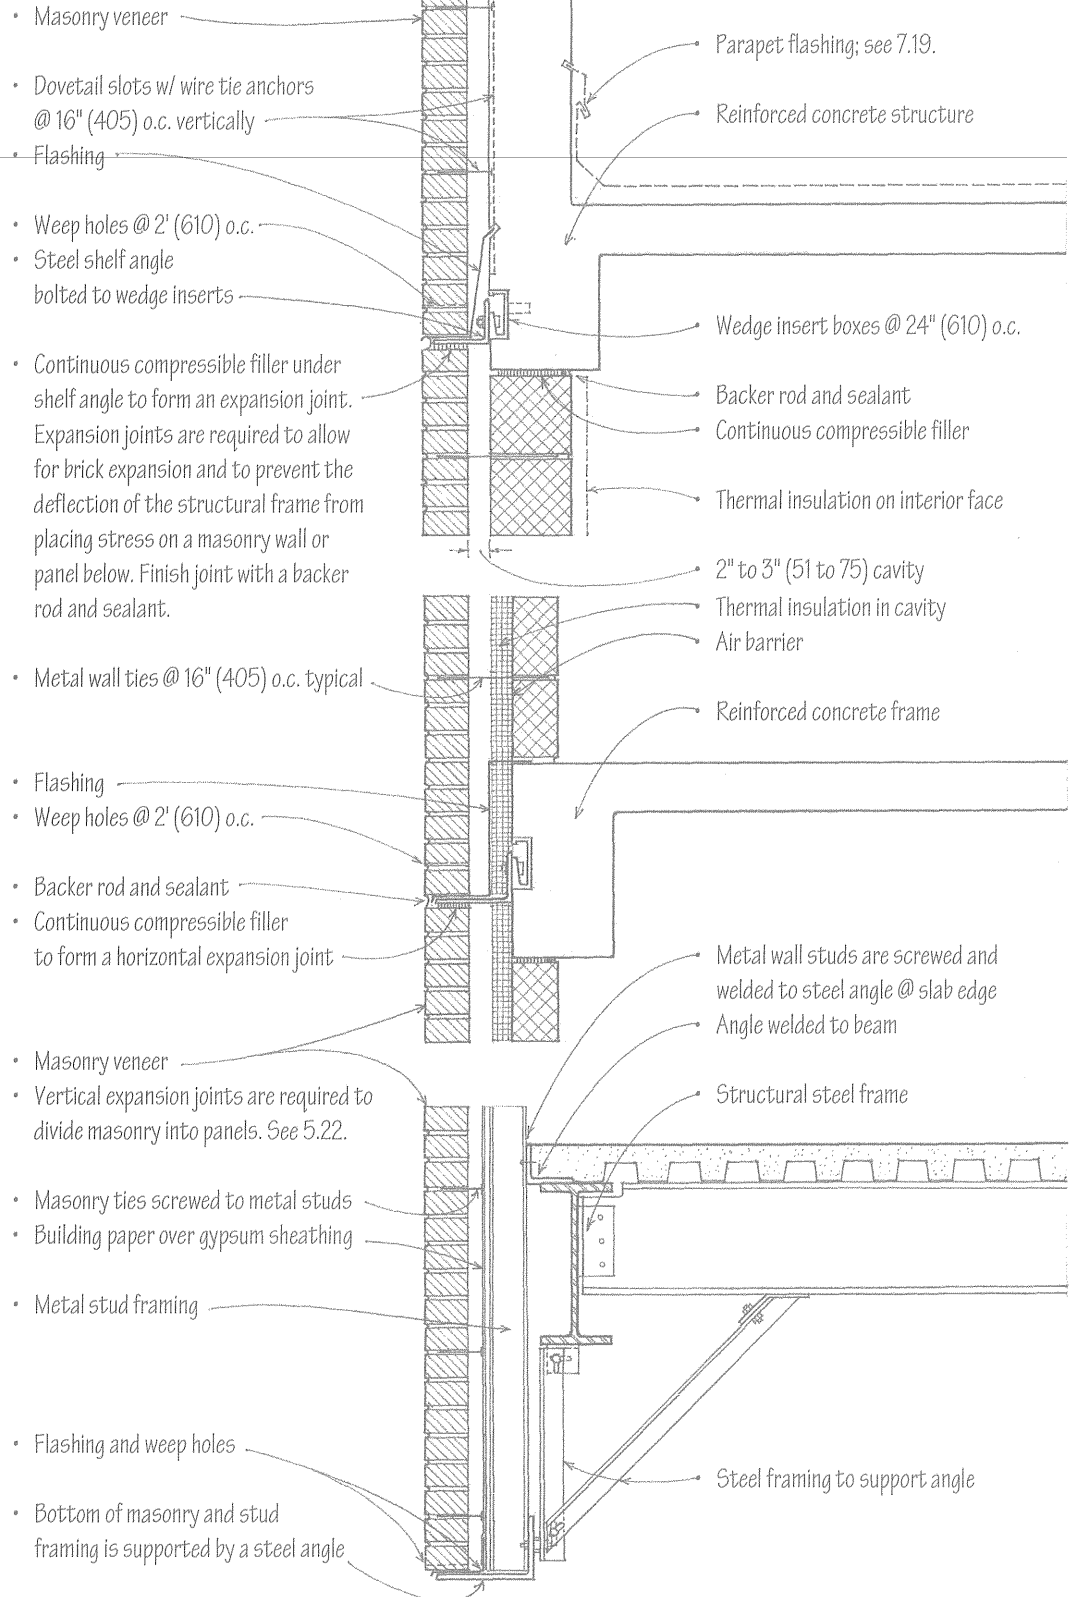 • Masonry veneer
• Dovetail slots w/ wire tie anchors
@ 16" (405) o.c. vertically
• Flashing
• Weep holes @ 2' (610) o.c.
• Steel shelf angle
bolted to wedge inserts
• Continuous compressible filler under
shelf angle to form an expansion joint.
Expansion joints are required to allow
for brick expansion and to prevent the
deflection of the structural frame from
placing stress on a masonry wall or
panel below. Finish joint with a backer
rod and sealant.
• Metal wall ties @ 16" (405) o.c. typical
• Flashing
• Weep holes @ 2' (610) o.c.
• Backer rod and sealant
• Continuous compressible filler
to form a horizontal expansion joint
• Masonry veneer
• Vertical expansion joints are required to
divide masonry into panels. See 5.22.
• Masonry ties screwed to metal studs
• Building paper over gypsum sheathing
• Metal stud framing
• Flashing and weep holes
• Bottom of masonry and stud
framing is supported by a steel angle
• Parapet flashing; see 7.19.
• Reinforced concrete structure
• Wedge insert boxes @ 24" (610) o.c.
• Backer rod and sealant
• Continuous compressible filler
• Thermal insulation on interior face
• 2" to 3" (51 to 75) cavity
• Thermal insulation in cavity
• Air barrier
• Reinforced concrete frame
• Metal wall studs are screwed and
welded to steel angle @ slab edge
• Angle welded to beam
• Structural steel frame
• Steel framing to support angle